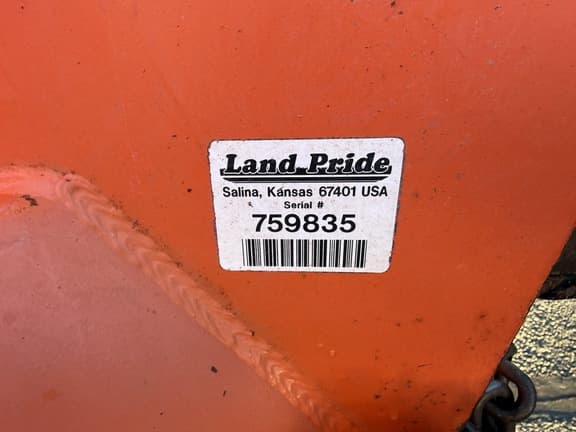 Land Pride
Salina, Kansas 67401 USA
Serial #
759835